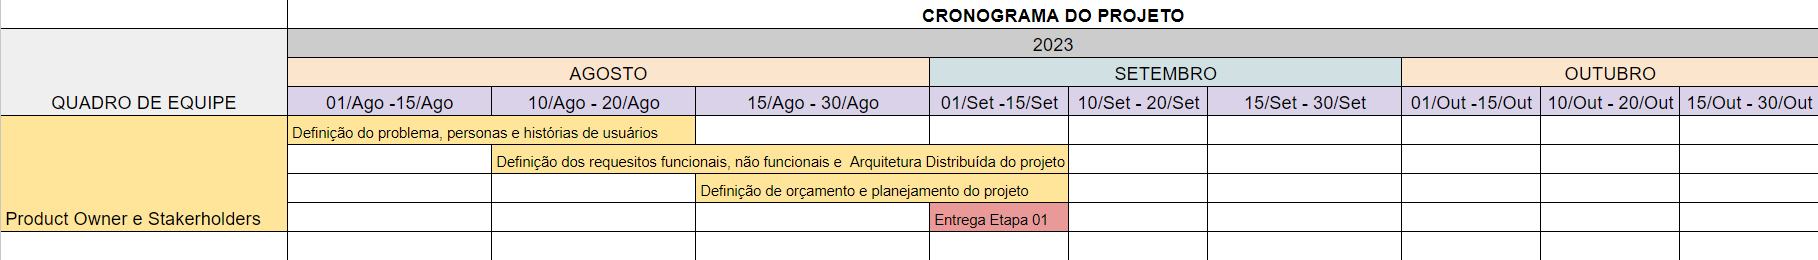 CRONOGRAMA DO PROJETO
2023
AGOSTO SETEMBRO OUTUBRO
QUADRO DE EQUIPE 01/Ago -15/Ago 10/Ago - 20/Ago 15/Ago - 30/Ago 01/Set -15/Set 10/Set - 20/Set 15/Set - 30/Set 01/Out -15/Out 10/Out - 20/Out 15/Out - 30/Out
Definição do problema, personas e histórias de usuários
Definição dos requesitos funcionais, não funcionais e Arquitetura Distribuída do projeto
Definição de orçamento e planejamento do projeto
Product Owner e Stakerholders Entrega Etapa 01